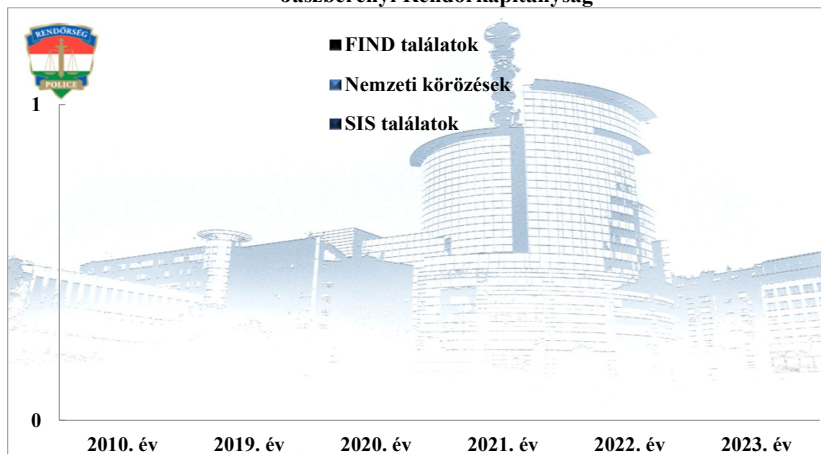 Rendőrkapitányság
RENDŐRSÉG
POLICE
FIND találatok
Nemzeti körözések
SIS találatok
1
0
2010. év 2019. év 2020. év 2021. év 2022. év 2023. év